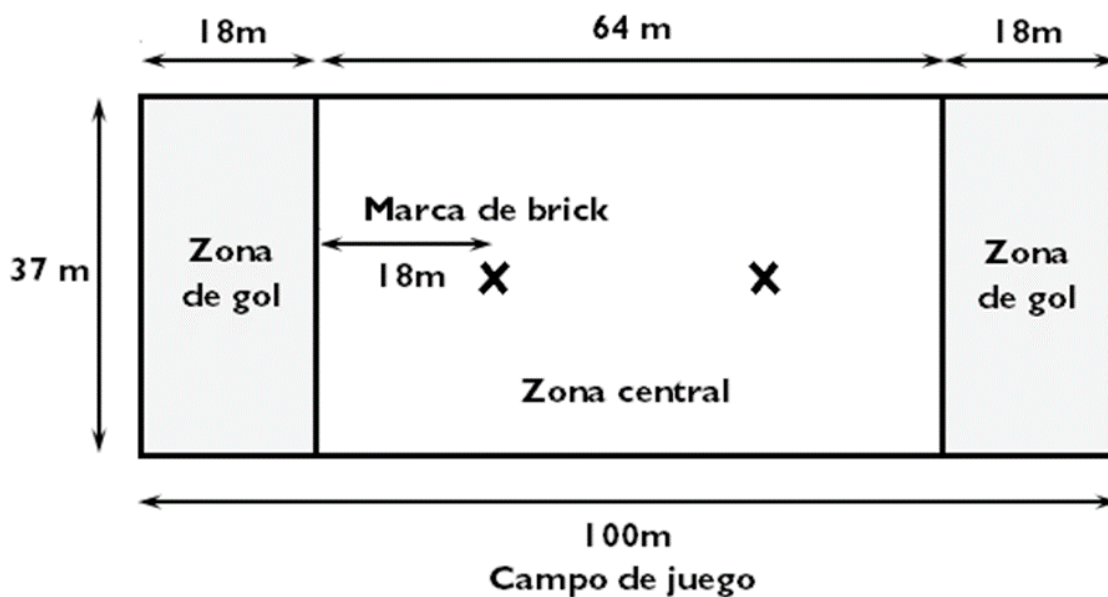 18m
64 m
18m
Marca de brick
Zona
de gol
37 m
18m
Zona
de gol
Zona central
100m
Campo de juego